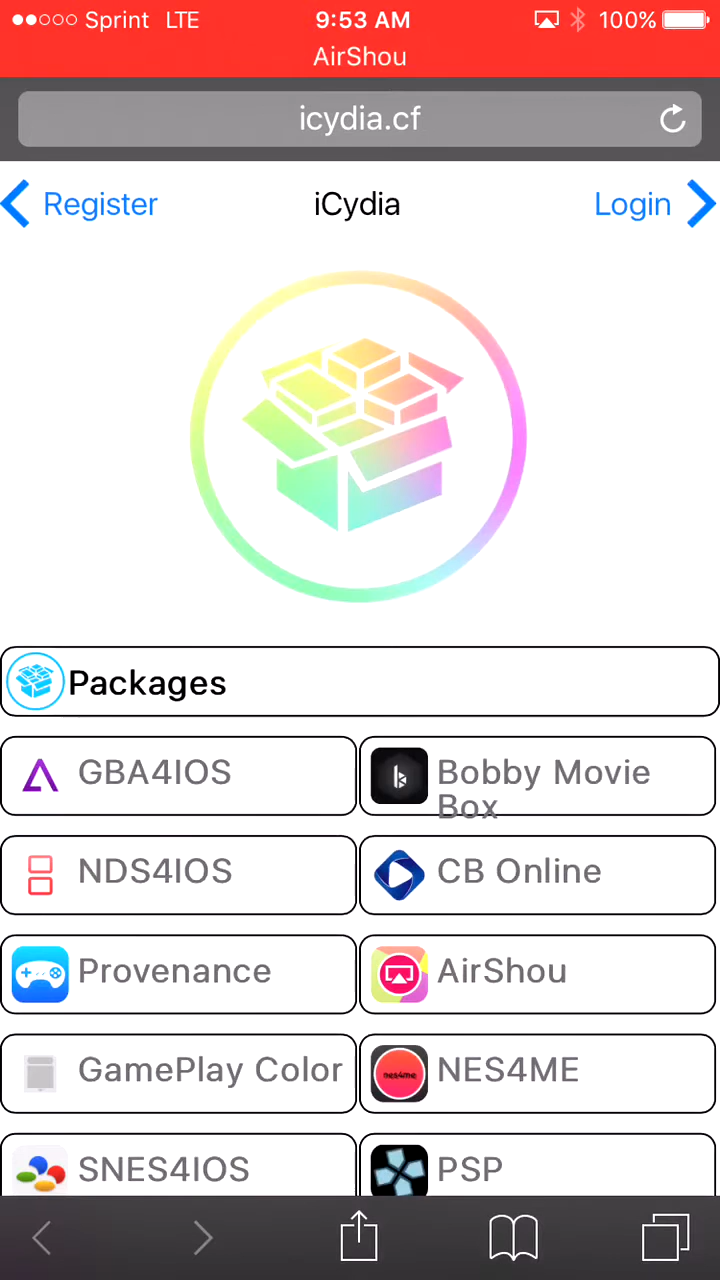 Sprint LTE 9:53 AM 100%
AirShou
icydia.cf
Register iCydia Login
Packages
GBA4IOS
Bobby Movie
Box
NDS4IOS
CB Online
Provenance
AirShou
GamePlay Color
nes4me
NES4ME
SNES4IOS
PSP